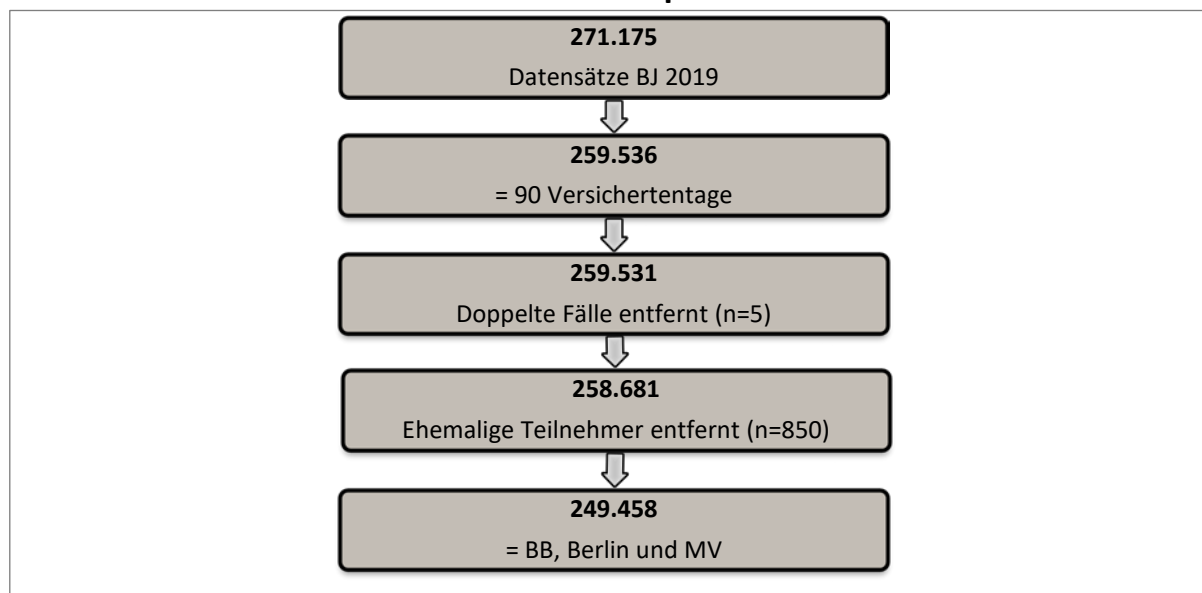 271.175
Datensätze BJ 2019
259.536
= 90 Versichertentage
259.531
Doppelte Fälle entfernt (n=5)
258.681
Ehemalige Teilnehmer entfernt (n=850)
249.458
= BB, Berlin und MV